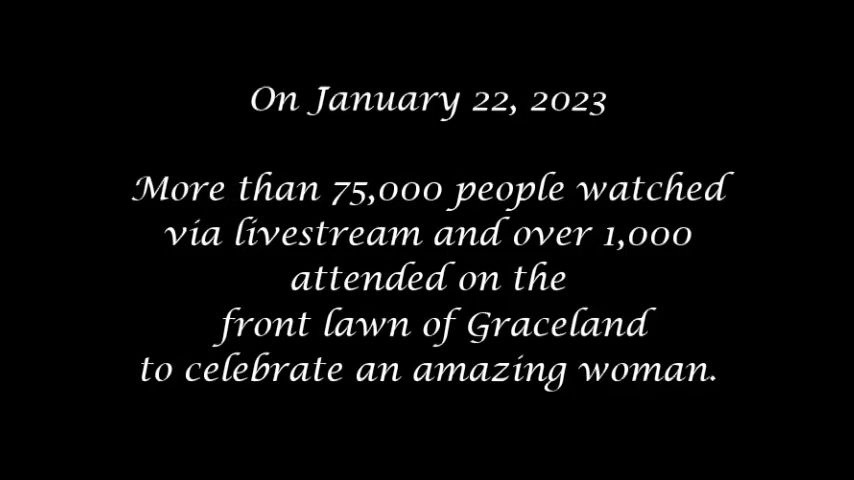 On January 22, 2023
More than 75,000 people watched
via livestream and over 1,000
attended on the
front lawn of Graceland
to celebrate an amazing woman.